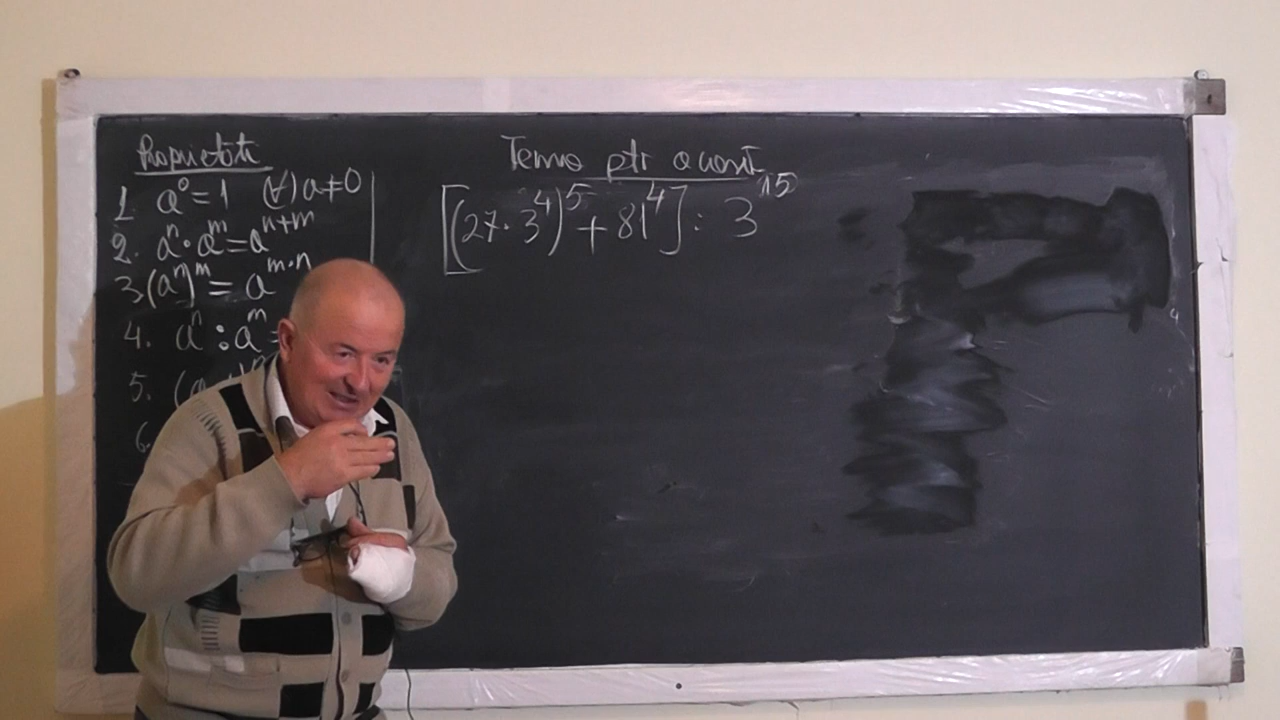 Proprietăți
1. a⁰ = 1 (∀) a ≠ 0
2. aⁿ · aᵐ = aⁿ⁺ᵐ
3. (aⁿ)ᵐ = aᵐ·ⁿ
4. aⁿ : aᵐ =
5. (a
6.
Temă ptr acasă
[(27 · 3⁴)⁵ + 81⁴] : 3¹⁵